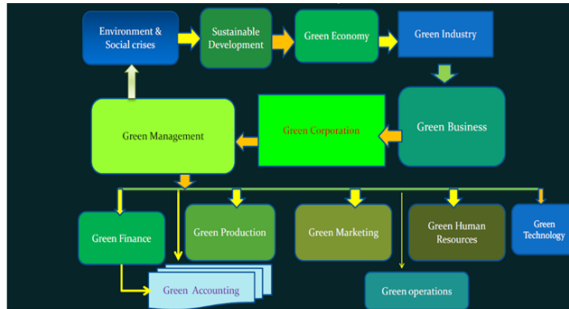 Environment &
Social crises
Sustainable
Development
Green Economy
Green Industry
Green Management
Green Corporation
Green Business
Green Finance
Green Production
Green Marketing
Green Human
Resources
Green
Technology
Green Accounting
Green operations